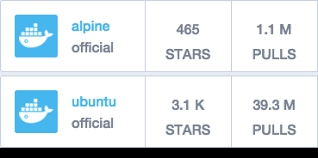 alpine
official
465
STARS
1.1 M
PULLS
ubuntu
official
3.1 K
STARS
39.3 M
PULLS